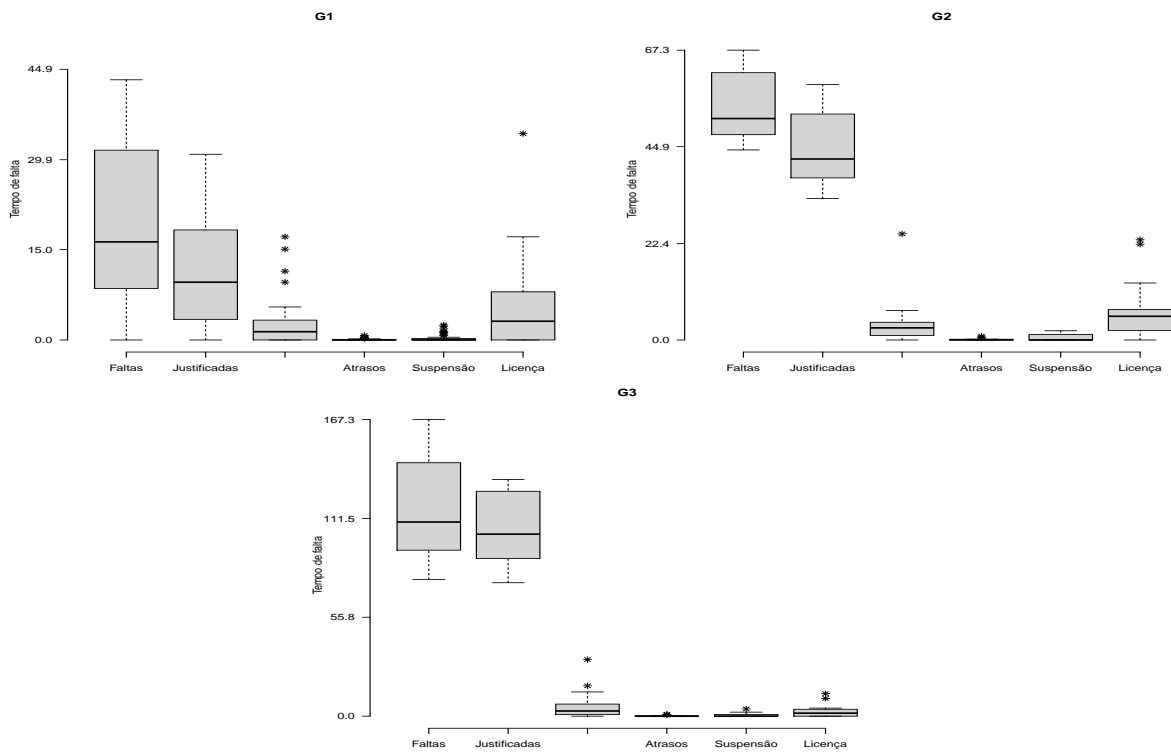 G1
Tempo de falta
44.9
29.9
15.0
0.0
Faltas Justificadas Atrasos Suspensão Licença
G2
Tempo de falta
67.3
44.9
22.4
0.0
Faltas Justificadas Atrasos Suspensão Licença
G3
Tempo de falta
167.3
111.5
55.8
0.0
Faltas Justificadas Atrasos Suspensão Licença